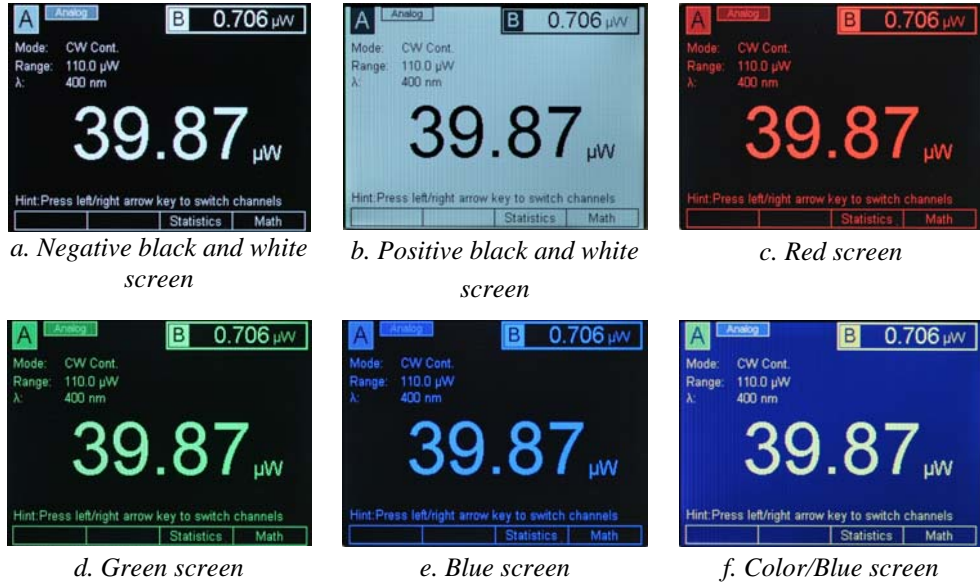 A Analog B 0.706 µW
Mode: CW Cont.
Range: 110.0 µW
λ: 400 nm
39.87 µW
Hint:Press left/right arrow key to switch channels
Statistics Math
a. Negative black and white
screen
A Analog B 0.706 µW
Mode: CW Cont.
Range: 110.0 µW
λ: 400 nm
39.87 µW
Hint:Press left/right arrow key to switch channels
Statistics Math
b. Positive black and white
screen
A Analog B 0.706 µW
Mode: CW Cont.
Range: 110.0 µW
λ: 400 nm
39.87 µW
Hint:Press left/right arrow key to switch channels
Statistics Math
c. Red screen
A Analog B 0.706 µW
Mode: CW Cont.
Range: 110.0 µW
λ: 400 nm
39.87 µW
Hint:Press left/right arrow key to switch channels
Statistics Math
d. Green screen
A Analog B 0.706 µW
Mode: CW Cont.
Range: 110.0 µW
λ: 400 nm
39.87 µW
Hint:Press left/right arrow key to switch channels
Statistics Math
e. Blue screen
A Analog B 0.706 µW
Mode: CW Cont.
Range: 110.0 µW
λ: 400 nm
39.87 µW
Hint:Press left/right arrow key to switch channels
Statistics Math
f. Color/Blue screen